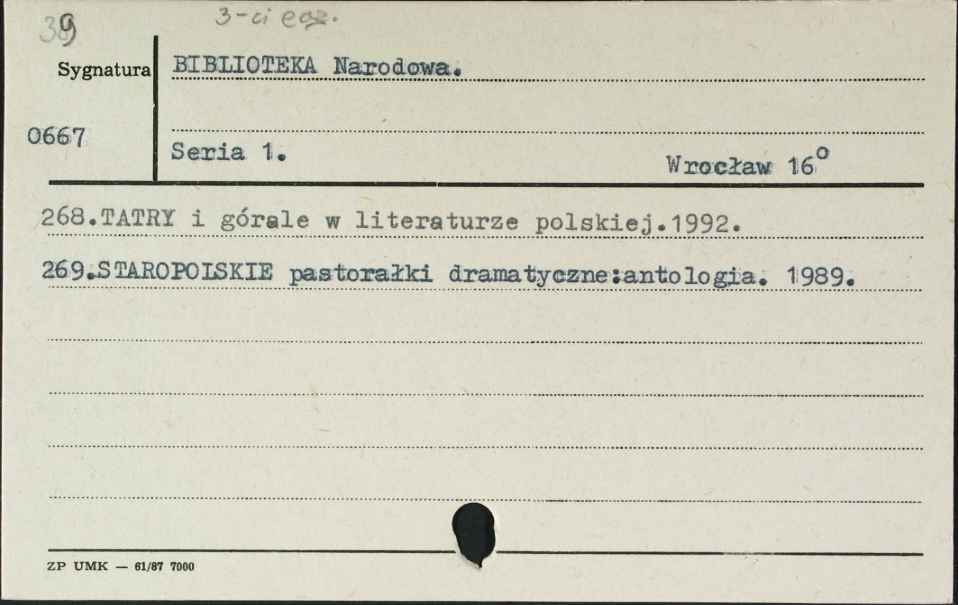 39 3-ci egz.
Sygnatura BIBLIOTEKA Narodowa.
0667
Seria 1. Wrocław 16°
268.TATRY i górale w literaturze polskiej.1992.
269.STAROPOLSKIE pastorałki dramatyczne:antologia. 1989.
ZP UMK — 61/87 7000